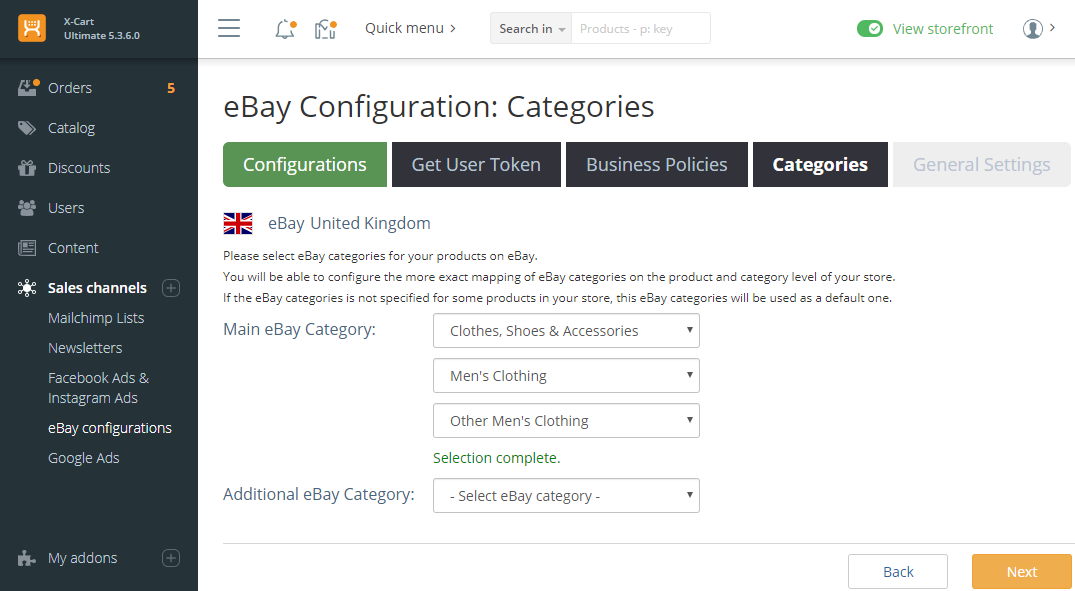 X-Cart
Ultimate 5.3.6.0
Quick menu
Search in
Products - p: key
View storefront
Orders 5
Catalog
Discounts
Users
Content
Sales channels
Mailchimp Lists
Newsletters
Facebook Ads &
Instagram Ads
eBay configurations
Google Ads
My addons
eBay Configuration: Categories
Configurations
Get User Token
Business Policies
Categories
General Settings
eBay United Kingdom
Please select eBay categories for your products on eBay.
You will be able to configure the more exact mapping of eBay categories on the product and category level of your store.
If the eBay categories is not specified for some products in your store, this eBay categories will be used as a default one.
Main eBay Category:
Clothes, Shoes & Accessories
Men's Clothing
Other Men's Clothing
Selection complete.
Additional eBay Category:
- Select eBay category -
Back
Next